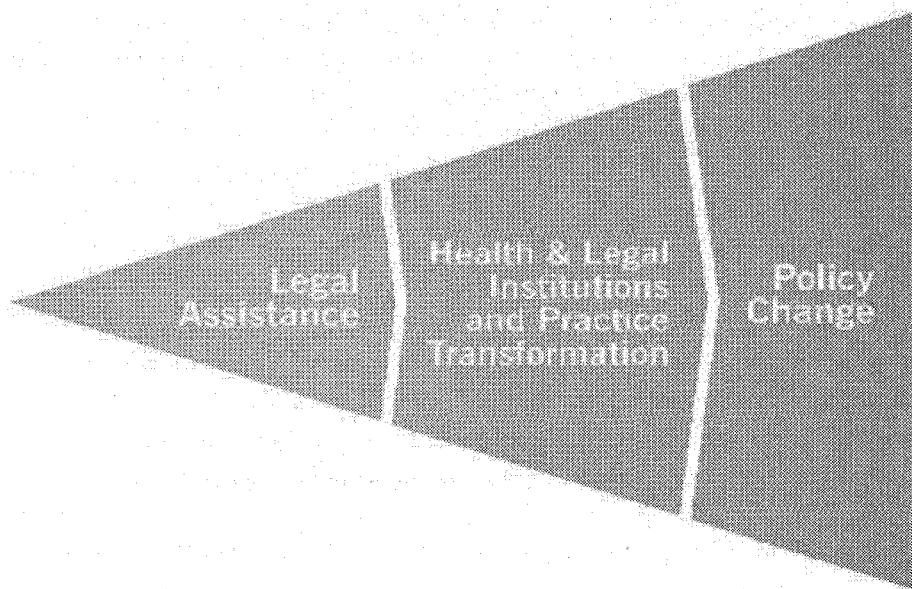 Legal
Assistance
Health & Legal
Institutions
and Practice
Transformation
Policy
Change